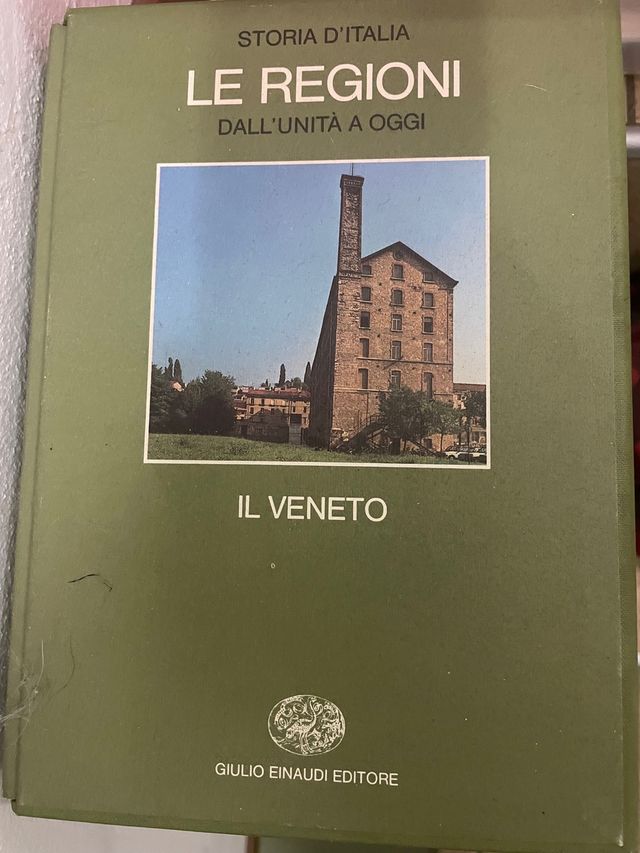 STORIA D'ITALIA
LE REGIONI
DALL'UNITÀ A OGGI
IL VENETO
GIULIO EINAUDI EDITORE